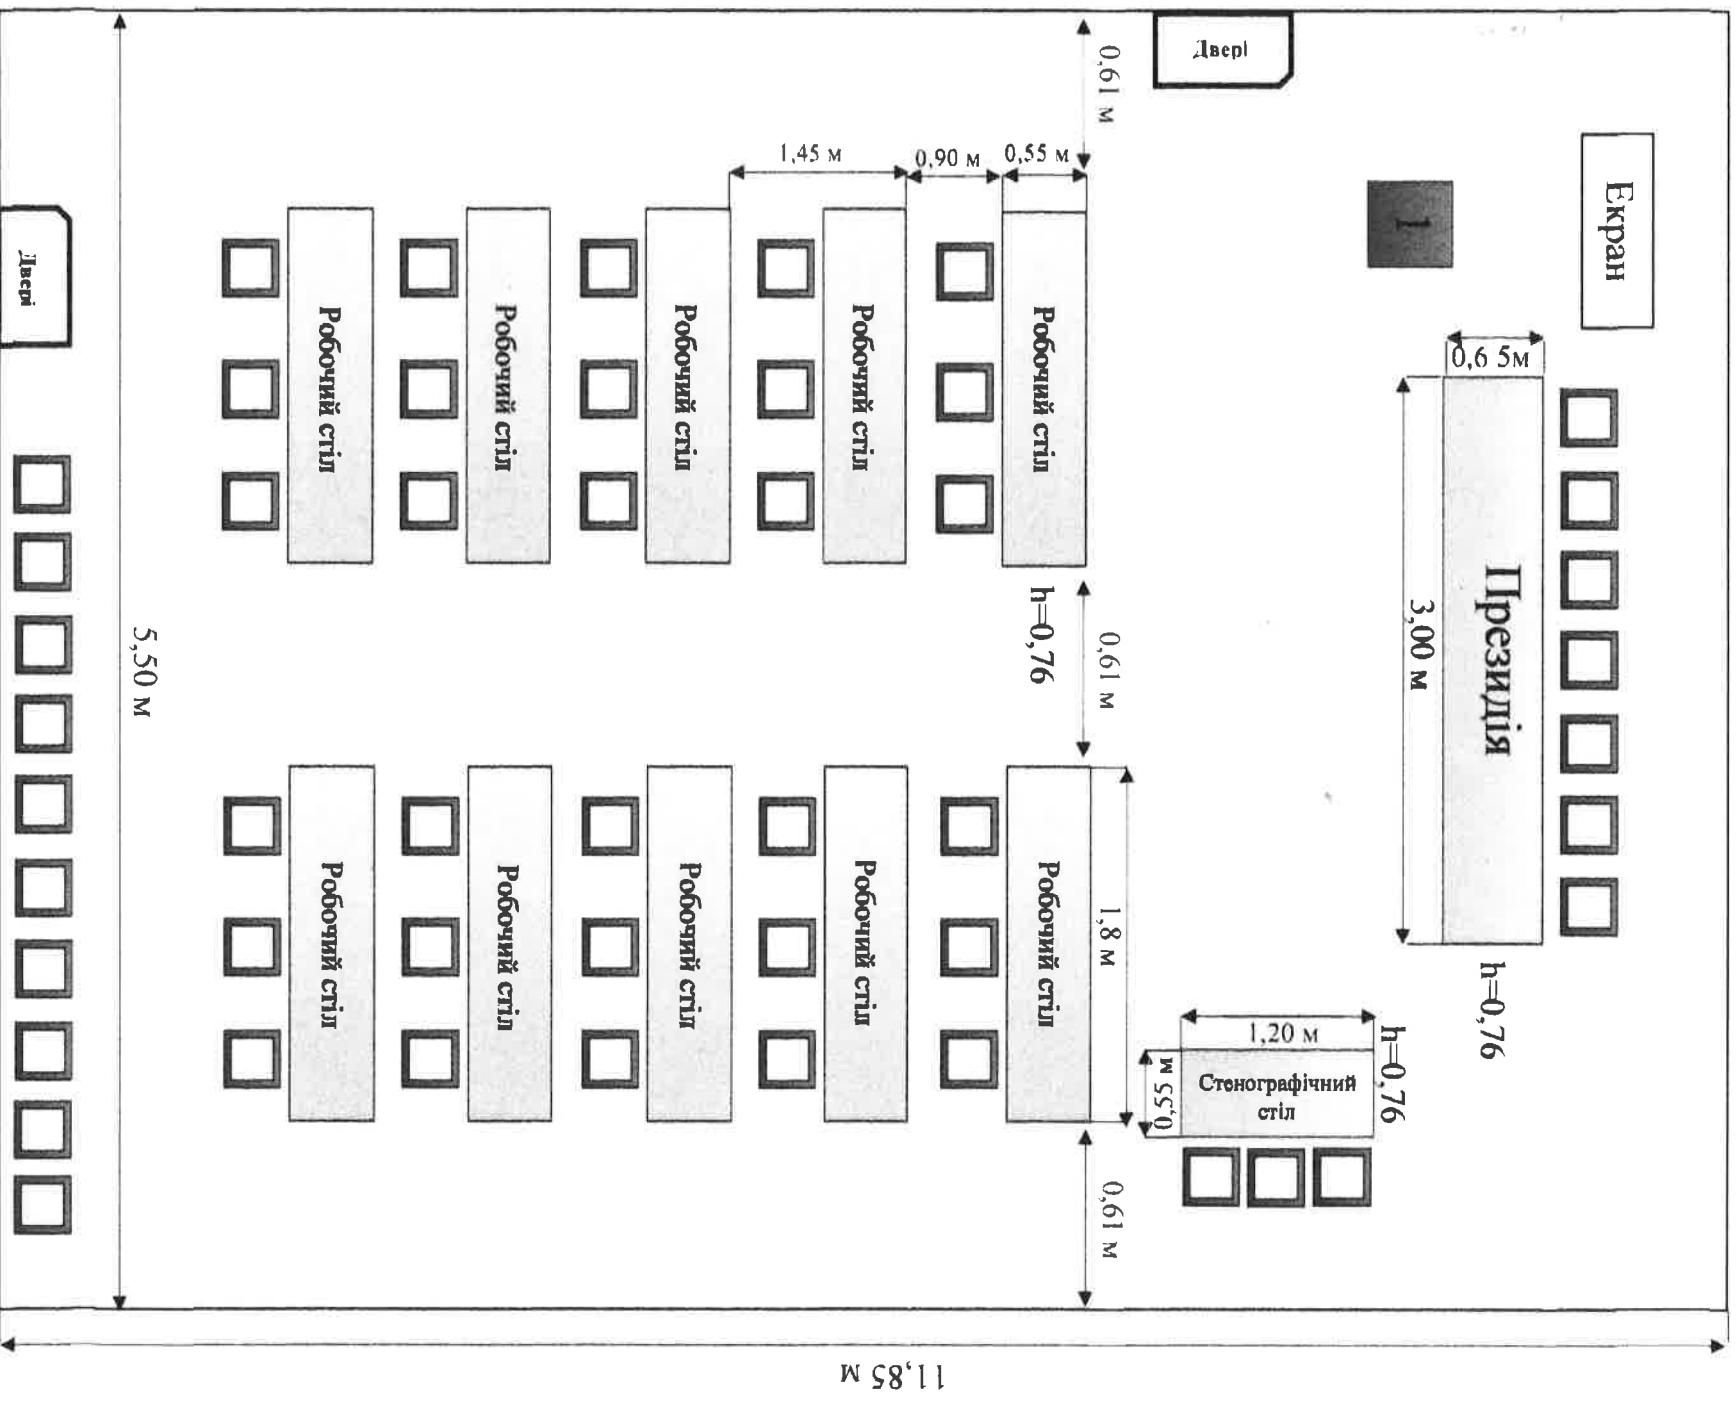 Двері
Екран
1
0,61 м
1,45 м
0,90 м
0,55 м
0,6 5м
Робочий стіл
Робочий стіл
Робочий стіл
Робочий стіл
Робочий стіл
Двері
Президія
3,00 м
h=0,76
h=0,76
0,61 м
5,50 м
Робочий стіл
Робочий стіл
Робочий стіл
Робочий стіл
Робочий стіл
1,8 м
1,20 м
h=0,76
0,55 м
Стенографічний
стіл
0,61 м
11,85 м